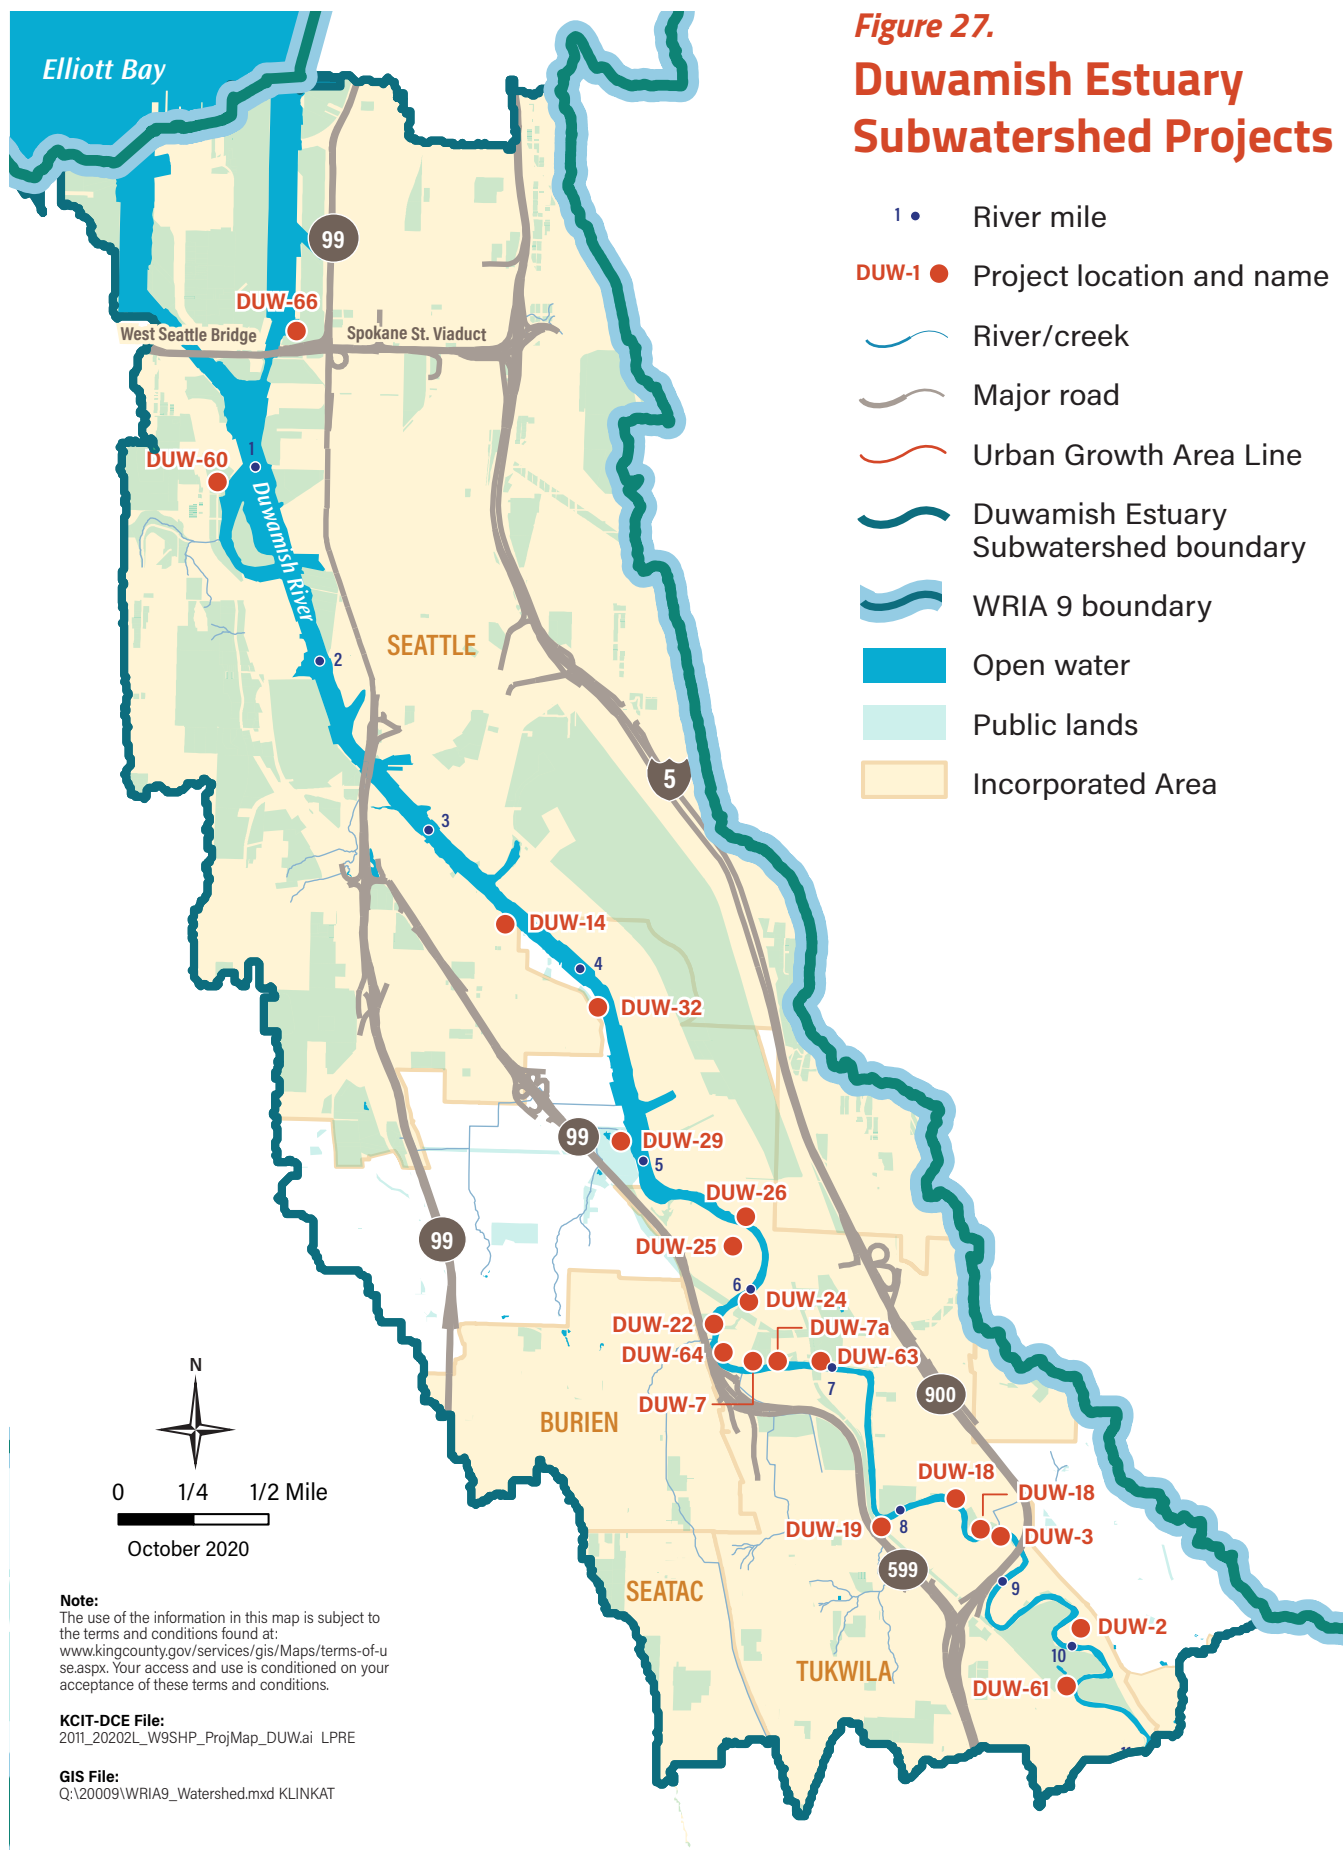 Figure 27.
Duwamish Estuary
Subwatershed Projects
1
River mile
DUW-1
Project location and name
River/creek
Major road
Urban Growth Area Line
Duwamish Estuary
Subwatershed boundary
WRIA 9 boundary
Open water
Public lands
Incorporated Area
Elliott Bay
99
DUW-66
West Seattle Bridge
Spokane St. Viaduct
1
DUW-60
Duwamish River
SEATTLE
2
5
3
DUW-14
4
DUW-32
99
DUW-29
5
DUW-26
99
DUW-25
6
DUW-24
DUW-22
DUW-7a
DUW-64
DUW-63
7
900
DUW-7
BURIEN
DUW-18
DUW-18
8
DUW-19
DUW-3
599
9
SEATAC
DUW-2
10
TUKWILA
DUW-61
N
0 1/4 1/2 Mile
October 2020
Note:
The use of the information in this map is subject to
the terms and conditions found at:
www.kingcounty.gov/services/gis/Maps/terms-of-u
se.aspx. Your access and use is conditioned on your
acceptance of these terms and conditions.
KCIT-DCE File:
2011_20202L_W9SHP_ProjMap_DUW.ai LPRE
GIS File:
Q:\20009\WRIA9_Watershed.mxd KLINKAT